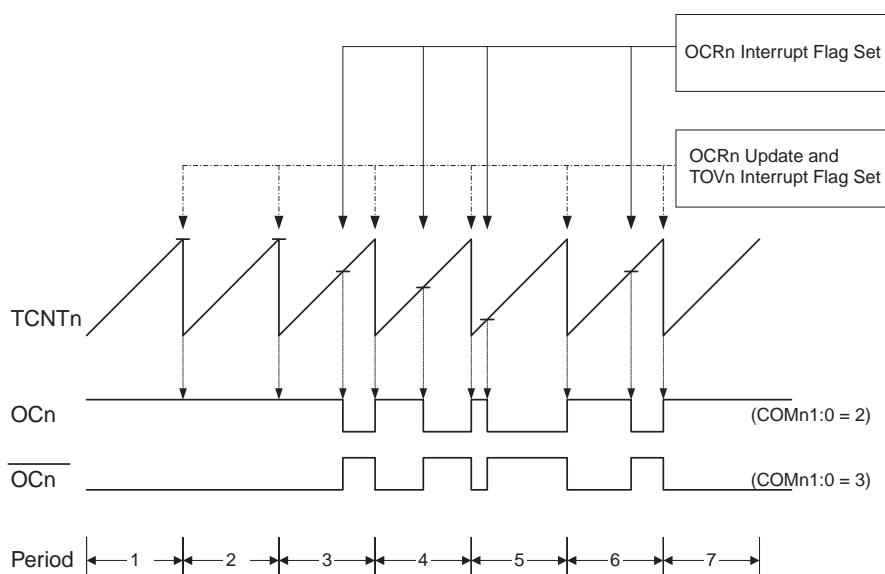 OCRn Interrupt Flag Set
OCRn Update and
TOVn Interrupt Flag Set
TCNTn
OCn
(COMn1:0 = 2)
OCn
(COMn1:0 = 3)
Period
1
2
3
4
5
6
7